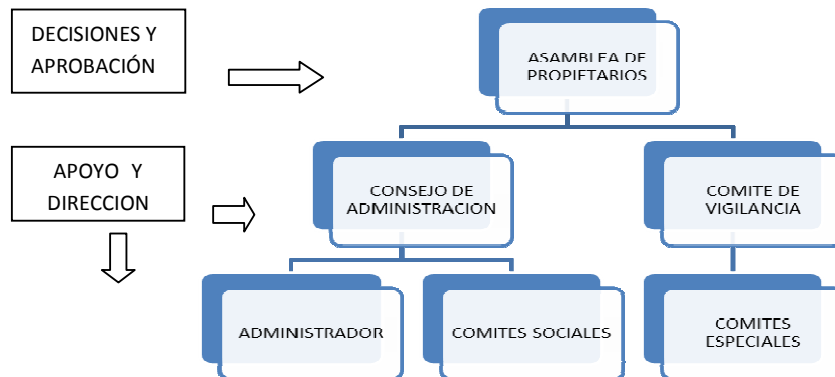 DECISIONES Y
APROBACIÓN
ASAMBLEA DE
PROPIETARIOS
APOYO Y
DIRECCION
CONSEJO DE
ADMINISTRACION
COMITE DE
VIGILANCIA
ADMINISTRADOR
COMITES SOCIALES
COMITES
ESPECIALES